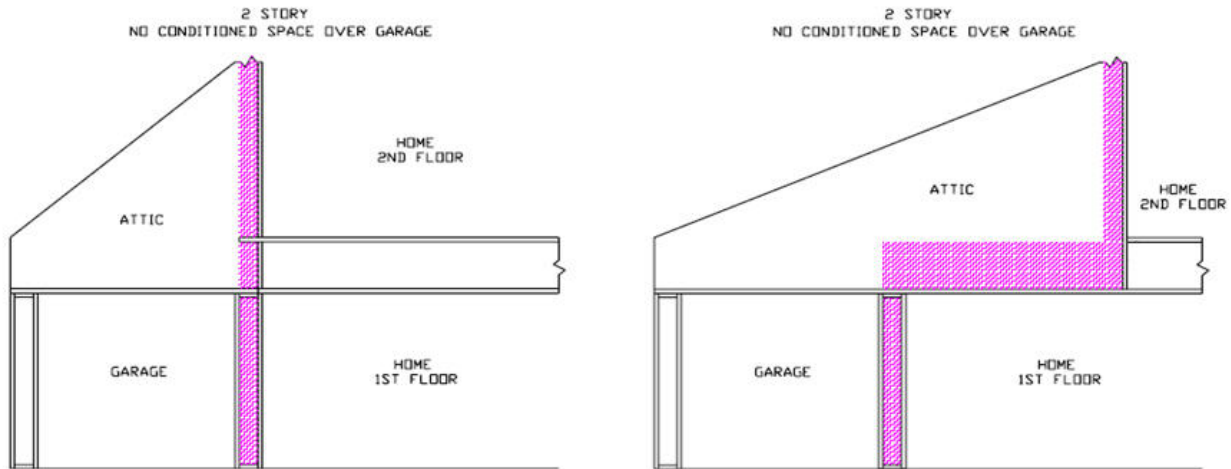 2 STORY
NO CONDITIONED SPACE OVER GARAGE
HOME
2ND FLOOR
ATTIC
GARAGE
HOME
1ST FLOOR
2 STORY
NO CONDITIONED SPACE OVER GARAGE
ATTIC
HOME
2ND FLOOR
GARAGE
HOME
1ST FLOOR